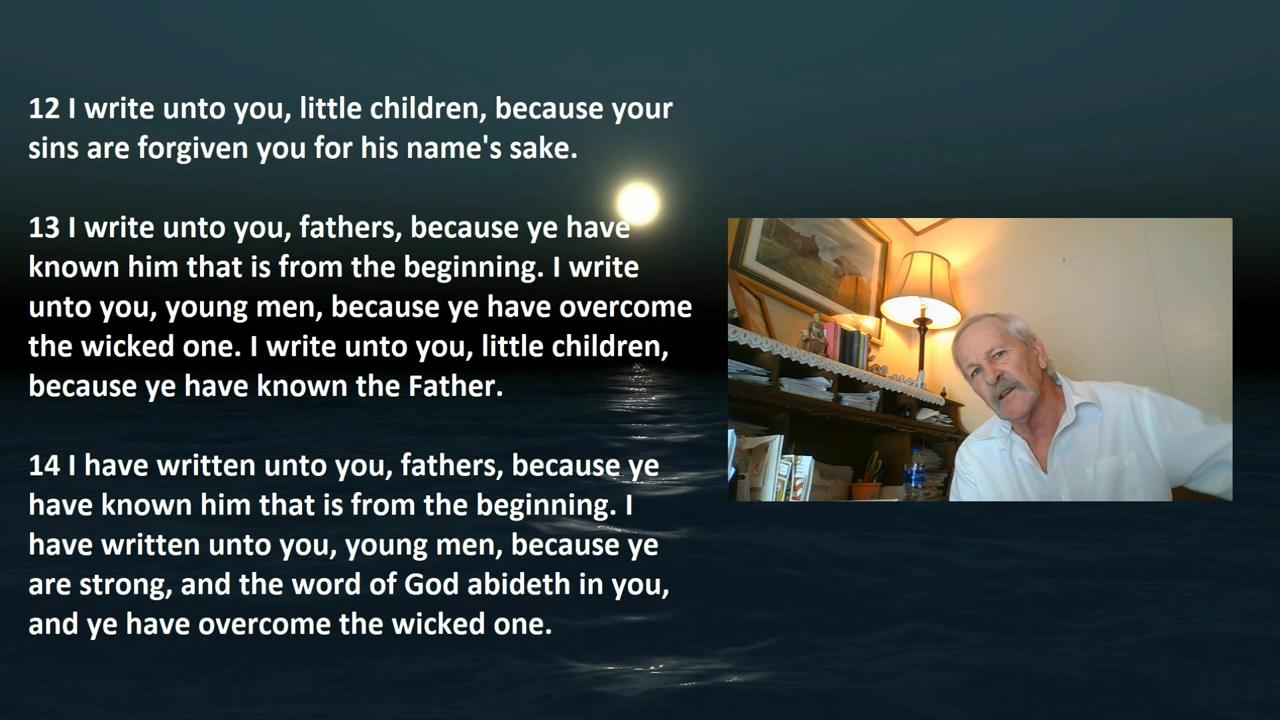 12 I write unto you, little children, because your
sins are forgiven you for his name's sake.
13 I write unto you, fathers, because ye have
known him that is from the beginning. I write
unto you, young men, because ye have overcome
the wicked one. I write unto you, little children,
because ye have known the Father.
14 I have written unto you, fathers, because ye
have known him that is from the beginning. I
have written unto you, young men, because ye
are strong, and the word of God abideth in you,
and ye have overcome the wicked one.